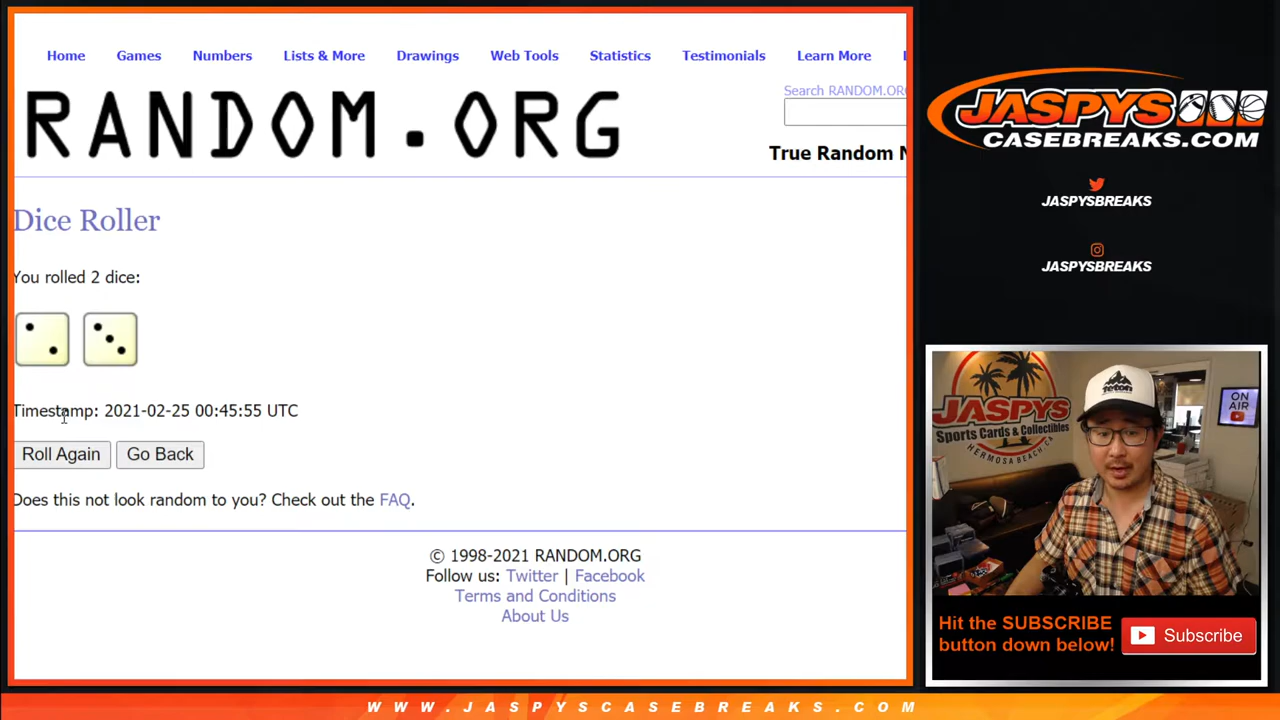 Home Games Numbers Lists & More Drawings Web Tools Statistics Testimonials Learn More
RANDOM.ORG
Search RANDOM.ORG
True Random N
Dice Roller
You rolled 2 dice:
Timestamp: 2021-02-25 00:45:55 UTC
Roll Again Go Back
Does this not look random to you? Check out the FAQ.
© 1998-2021 RANDOM.ORG
Follow us: Twitter | Facebook
Terms and Conditions
About Us
JASPYS
CASEBREAKS.COM
JASPYSBREAKS
JASPYSBREAKS
JASPYS
Sports Cards & Collectibles
HERMOSA BEACH, CA
TETON
ON
AIR
Hit the SUBSCRIBE
button down below!
Subscribe
WWW.JASPYSCASEBREAKS.COM